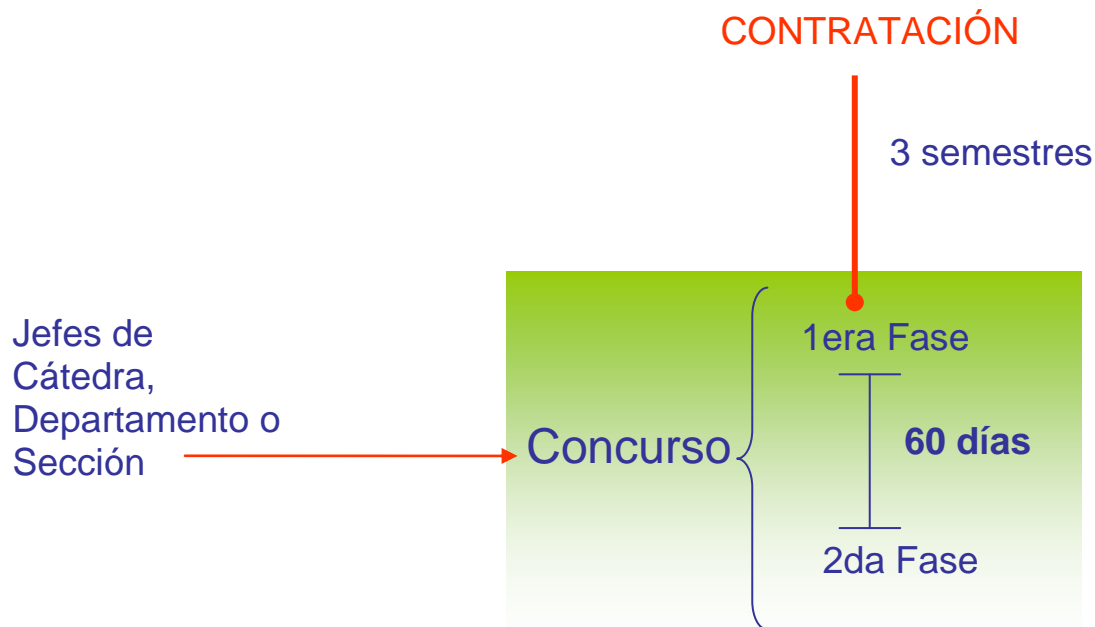 CONTRATACIÓN
3 semestres
Jefes de
Cátedra,
Departamento o
Sección
Concurso
1era Fase
60 días
2da Fase